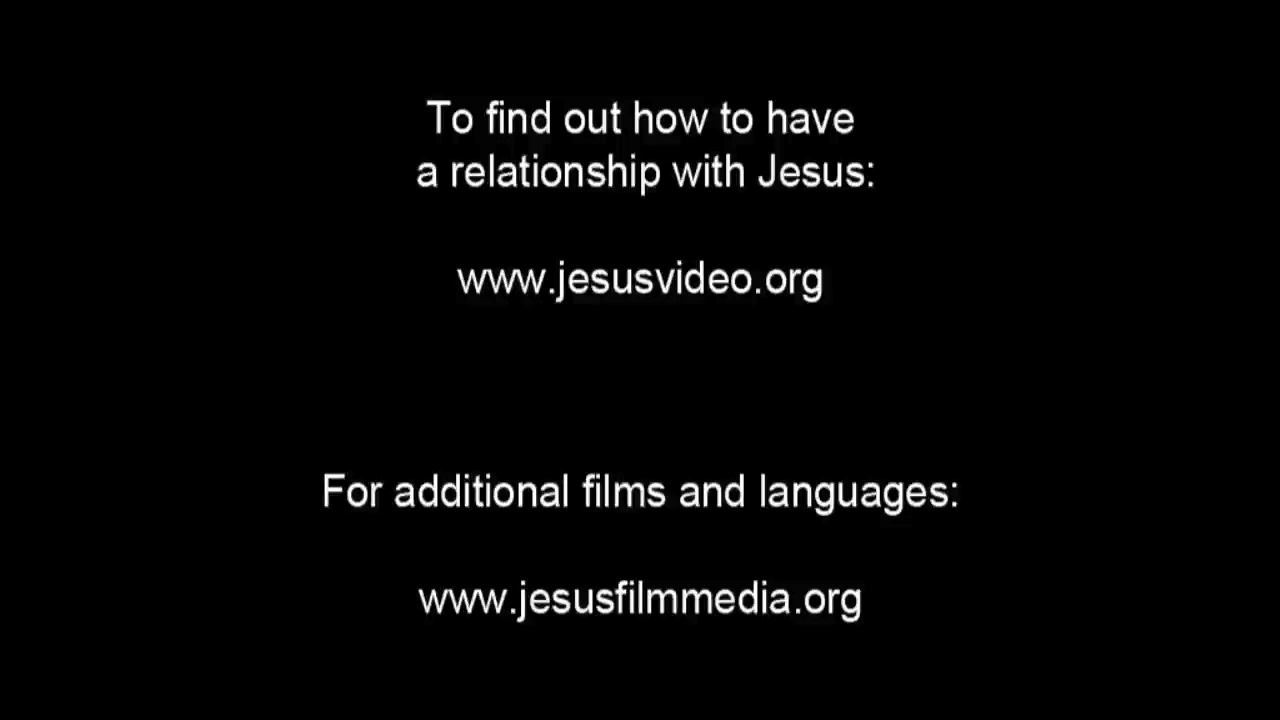 To find out how to have
a relationship with Jesus:
www.jesusvideo.org
For additional films and languages:
www.jesusfilmmedia.org